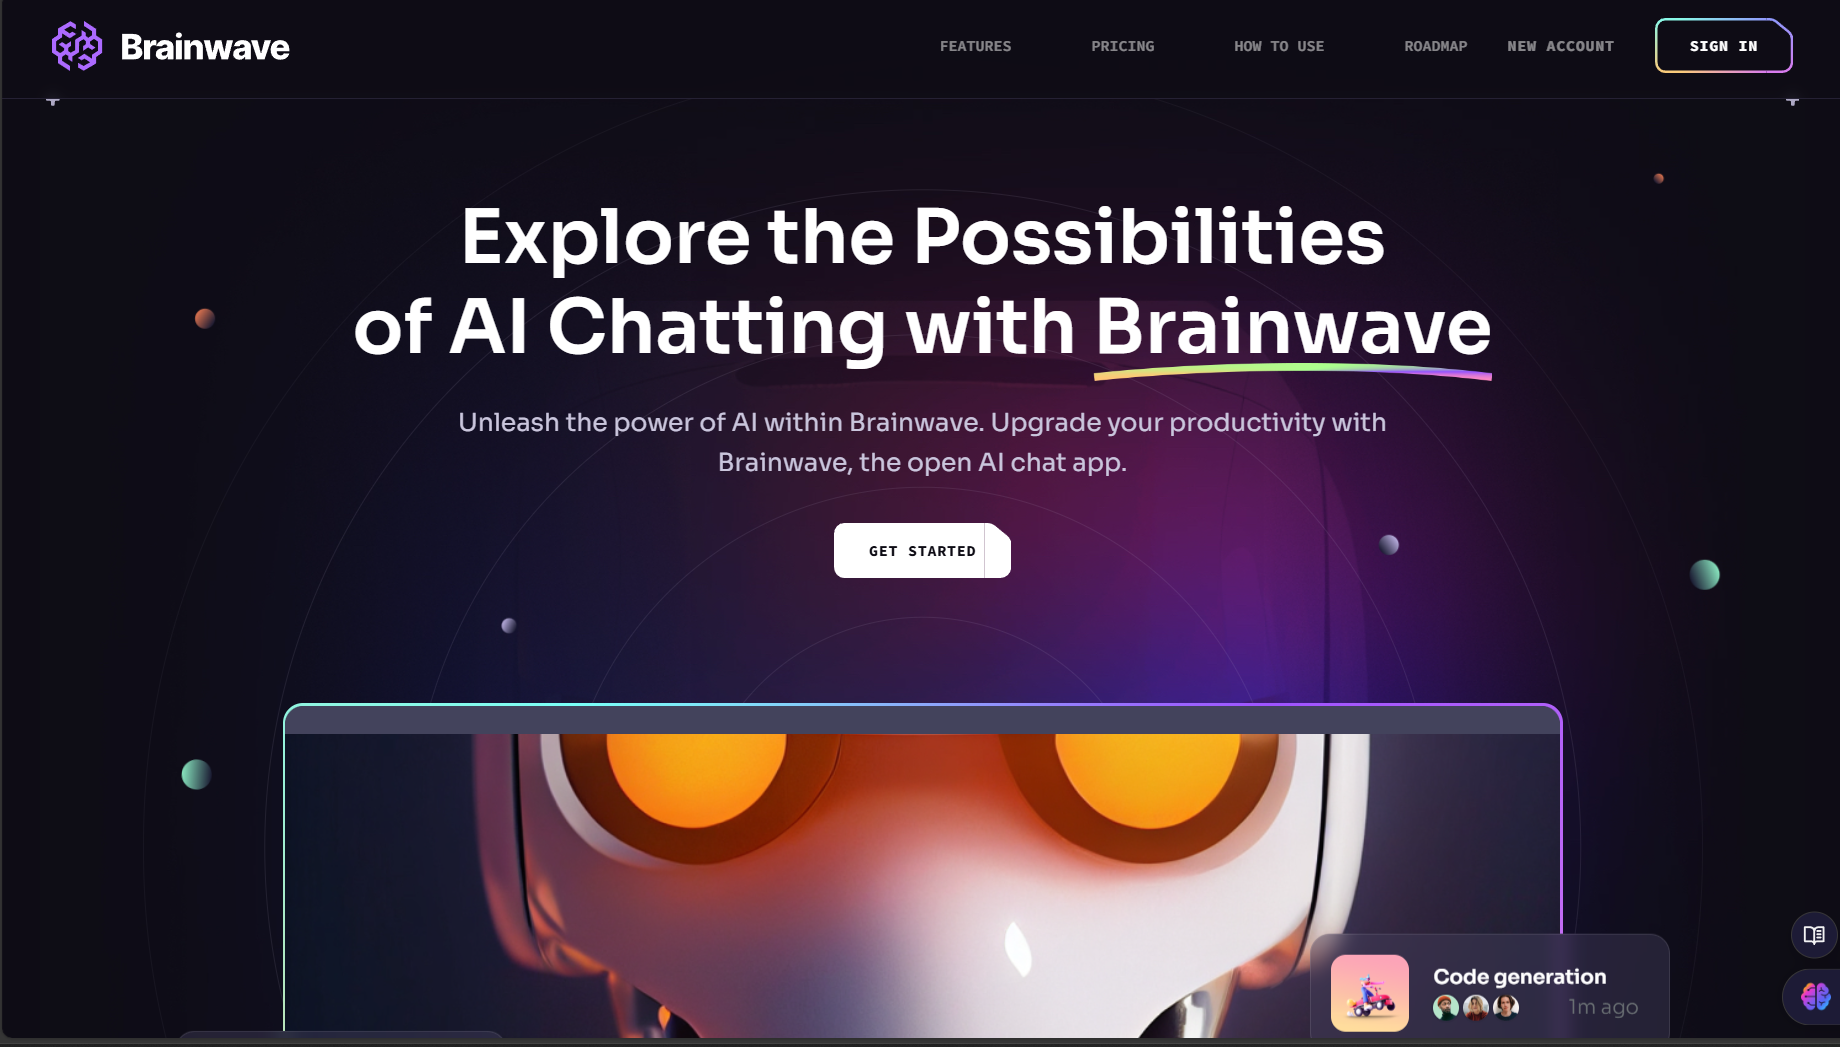 Brainwave
FEATURES PRICING HOW TO USE ROADMAP NEW ACCOUNT SIGN IN
Explore the Possibilities
of AI Chatting with Brainwave
Unleash the power of AI within Brainwave. Upgrade your productivity with
Brainwave, the open AI chat app.
GET STARTED
Code generation
1m ago